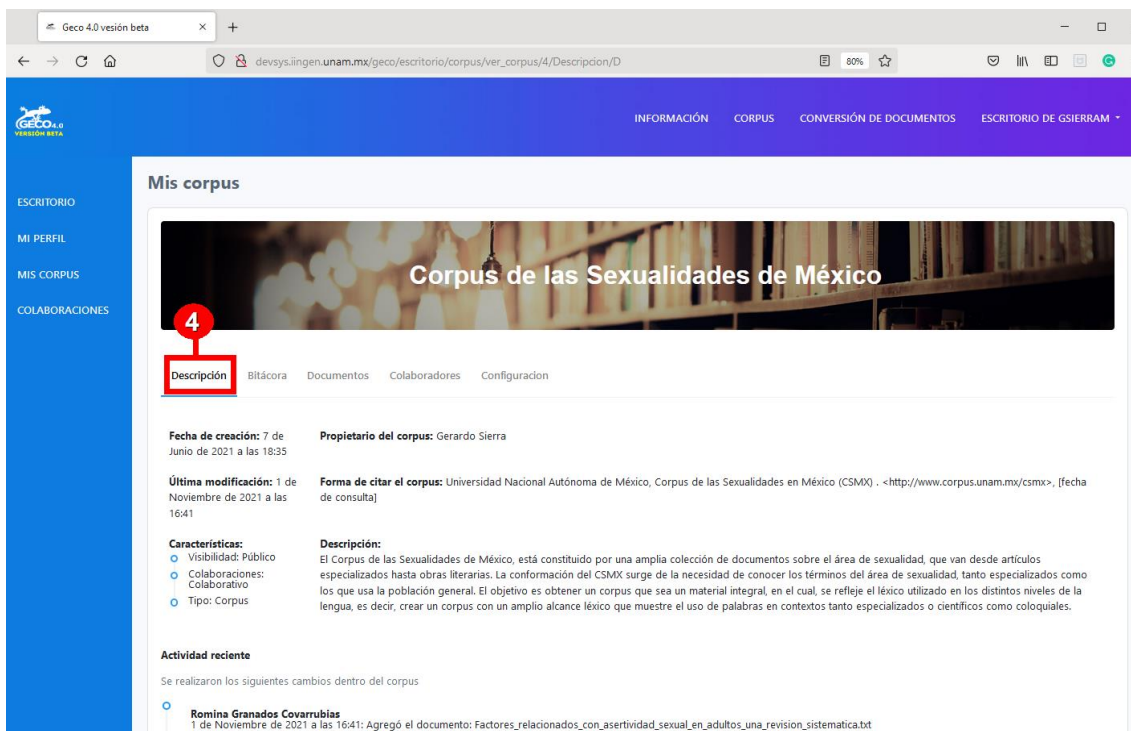 Geco 4.0 vesión beta
devsys.iingen.unam.mx/geco/escritorio/corpus/ver_corpus/4/Descripcion/D
80%
GECO4.0
VERSIÓN BETA
INFORMACIÓN
CORPUS
CONVERSIÓN DE DOCUMENTOS
ESCRITORIO DE GSIERRAM
ESCRITORIO
MI PERFIL
MIS CORPUS
COLABORACIONES
Mis corpus
Corpus de las Sexualidades de México
4
Descripción
Bitácora
Documentos
Colaboradores
Configuracion
Fecha de creación: 7 de
Junio de 2021 a las 18:35
Propietario del corpus: Gerardo Sierra
Última modificación: 1 de
Noviembre de 2021 a las
16:41
Forma de citar el corpus: Universidad Nacional Autónoma de México, Corpus de las Sexualidades en México (CSMX) . <http://www.corpus.unam.mx/csmx>, [fecha
de consulta]
Características:
Visibilidad: Público
Colaboraciones:
Colaborativo
Tipo: Corpus
Descripción:
El Corpus de las Sexualidades de México, está constituido por una amplia colección de documentos sobre el área de sexualidad, que van desde artículos
especializados hasta obras literarias. La conformación del CSMX surge de la necesidad de conocer los términos del área de sexualidad, tanto especializados como
los que usa la población general. El objetivo es obtener un corpus que sea un material integral, en el cual, se refleje el léxico utilizado en los distintos niveles de la
lengua, es decir, crear un corpus con un amplio alcance léxico que muestre el uso de palabras en contextos tanto especializados o científicos como coloquiales.
Actividad reciente
Se realizaron los siguientes cambios dentro del corpus
Romina Granados Covarrubias
1 de Noviembre de 2021 a las 16:41: Agregó el documento: Factores_relacionados_con_asertividad_sexual_en_adultos_una_revision_sistematica.txt